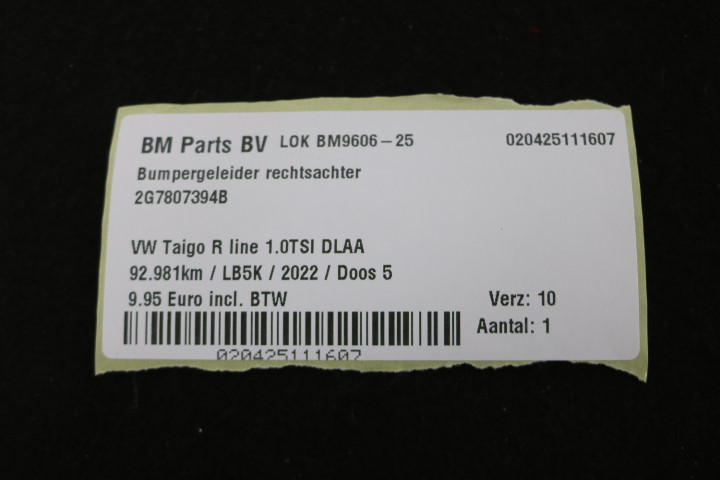 BM Parts BV LOK BM9606-25 020425111607
Bumpergeleider rechtsachter
2G7807394B
VW Taigo R line 1.0TSI DLAA
92.981km / LB5K / 2022 / Doos 5
9.95 Euro incl. BTW Verz: 10
Aantal: 1
020425111607